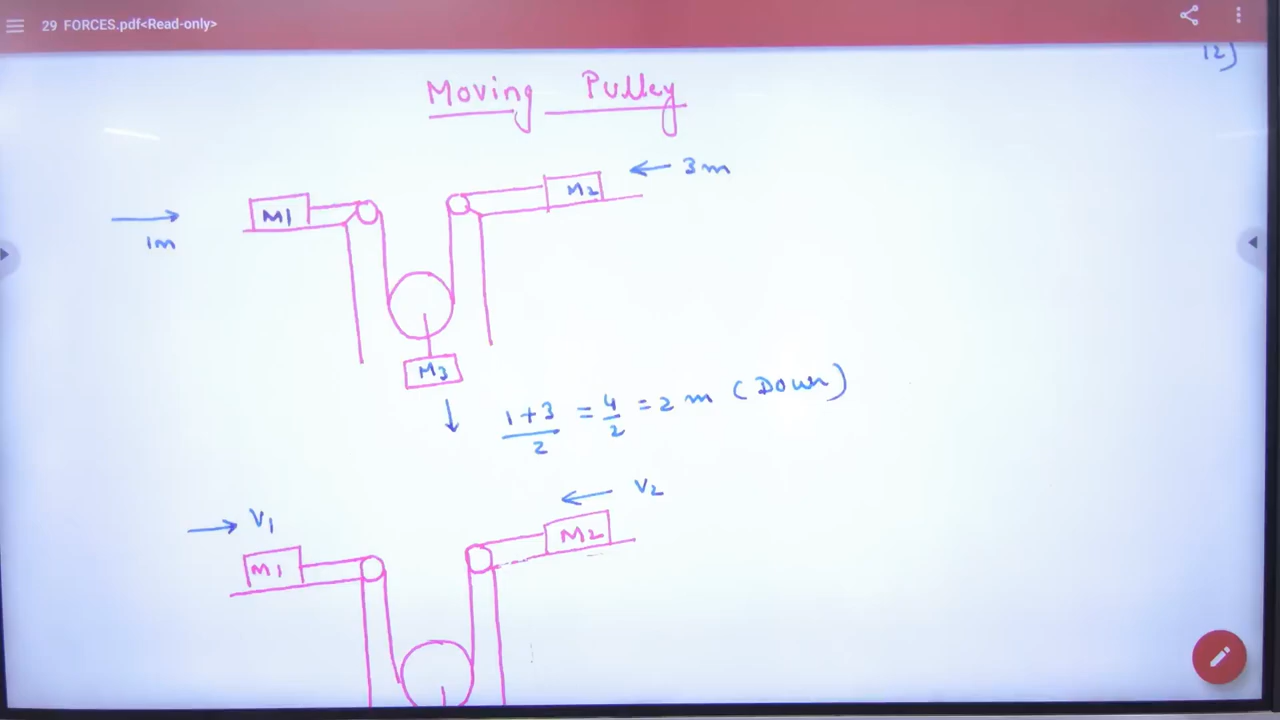 29 FORCES.pdf<Read-only>
12)
Moving Pulley
← 3m
M1
M2
→
1m
M3
↓
1+3/2 = 4/2 = 2 m (Down)
← V2
→ V1
M1
M2